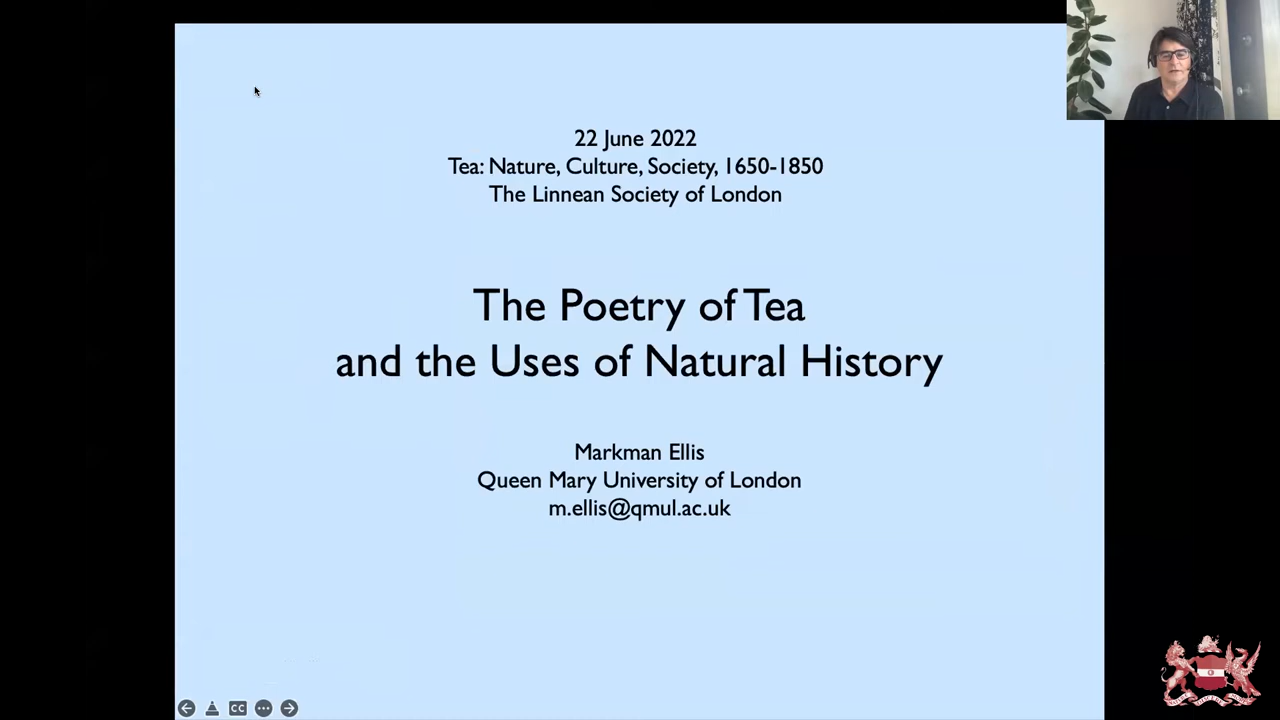 22 June 2022
Tea: Nature, Culture, Society, 1650-1850
The Linnean Society of London
The Poetry of Tea
and the Uses of Natural History
Markman Ellis
Queen Mary University of London
m.ellis@qmul.ac.uk
CC